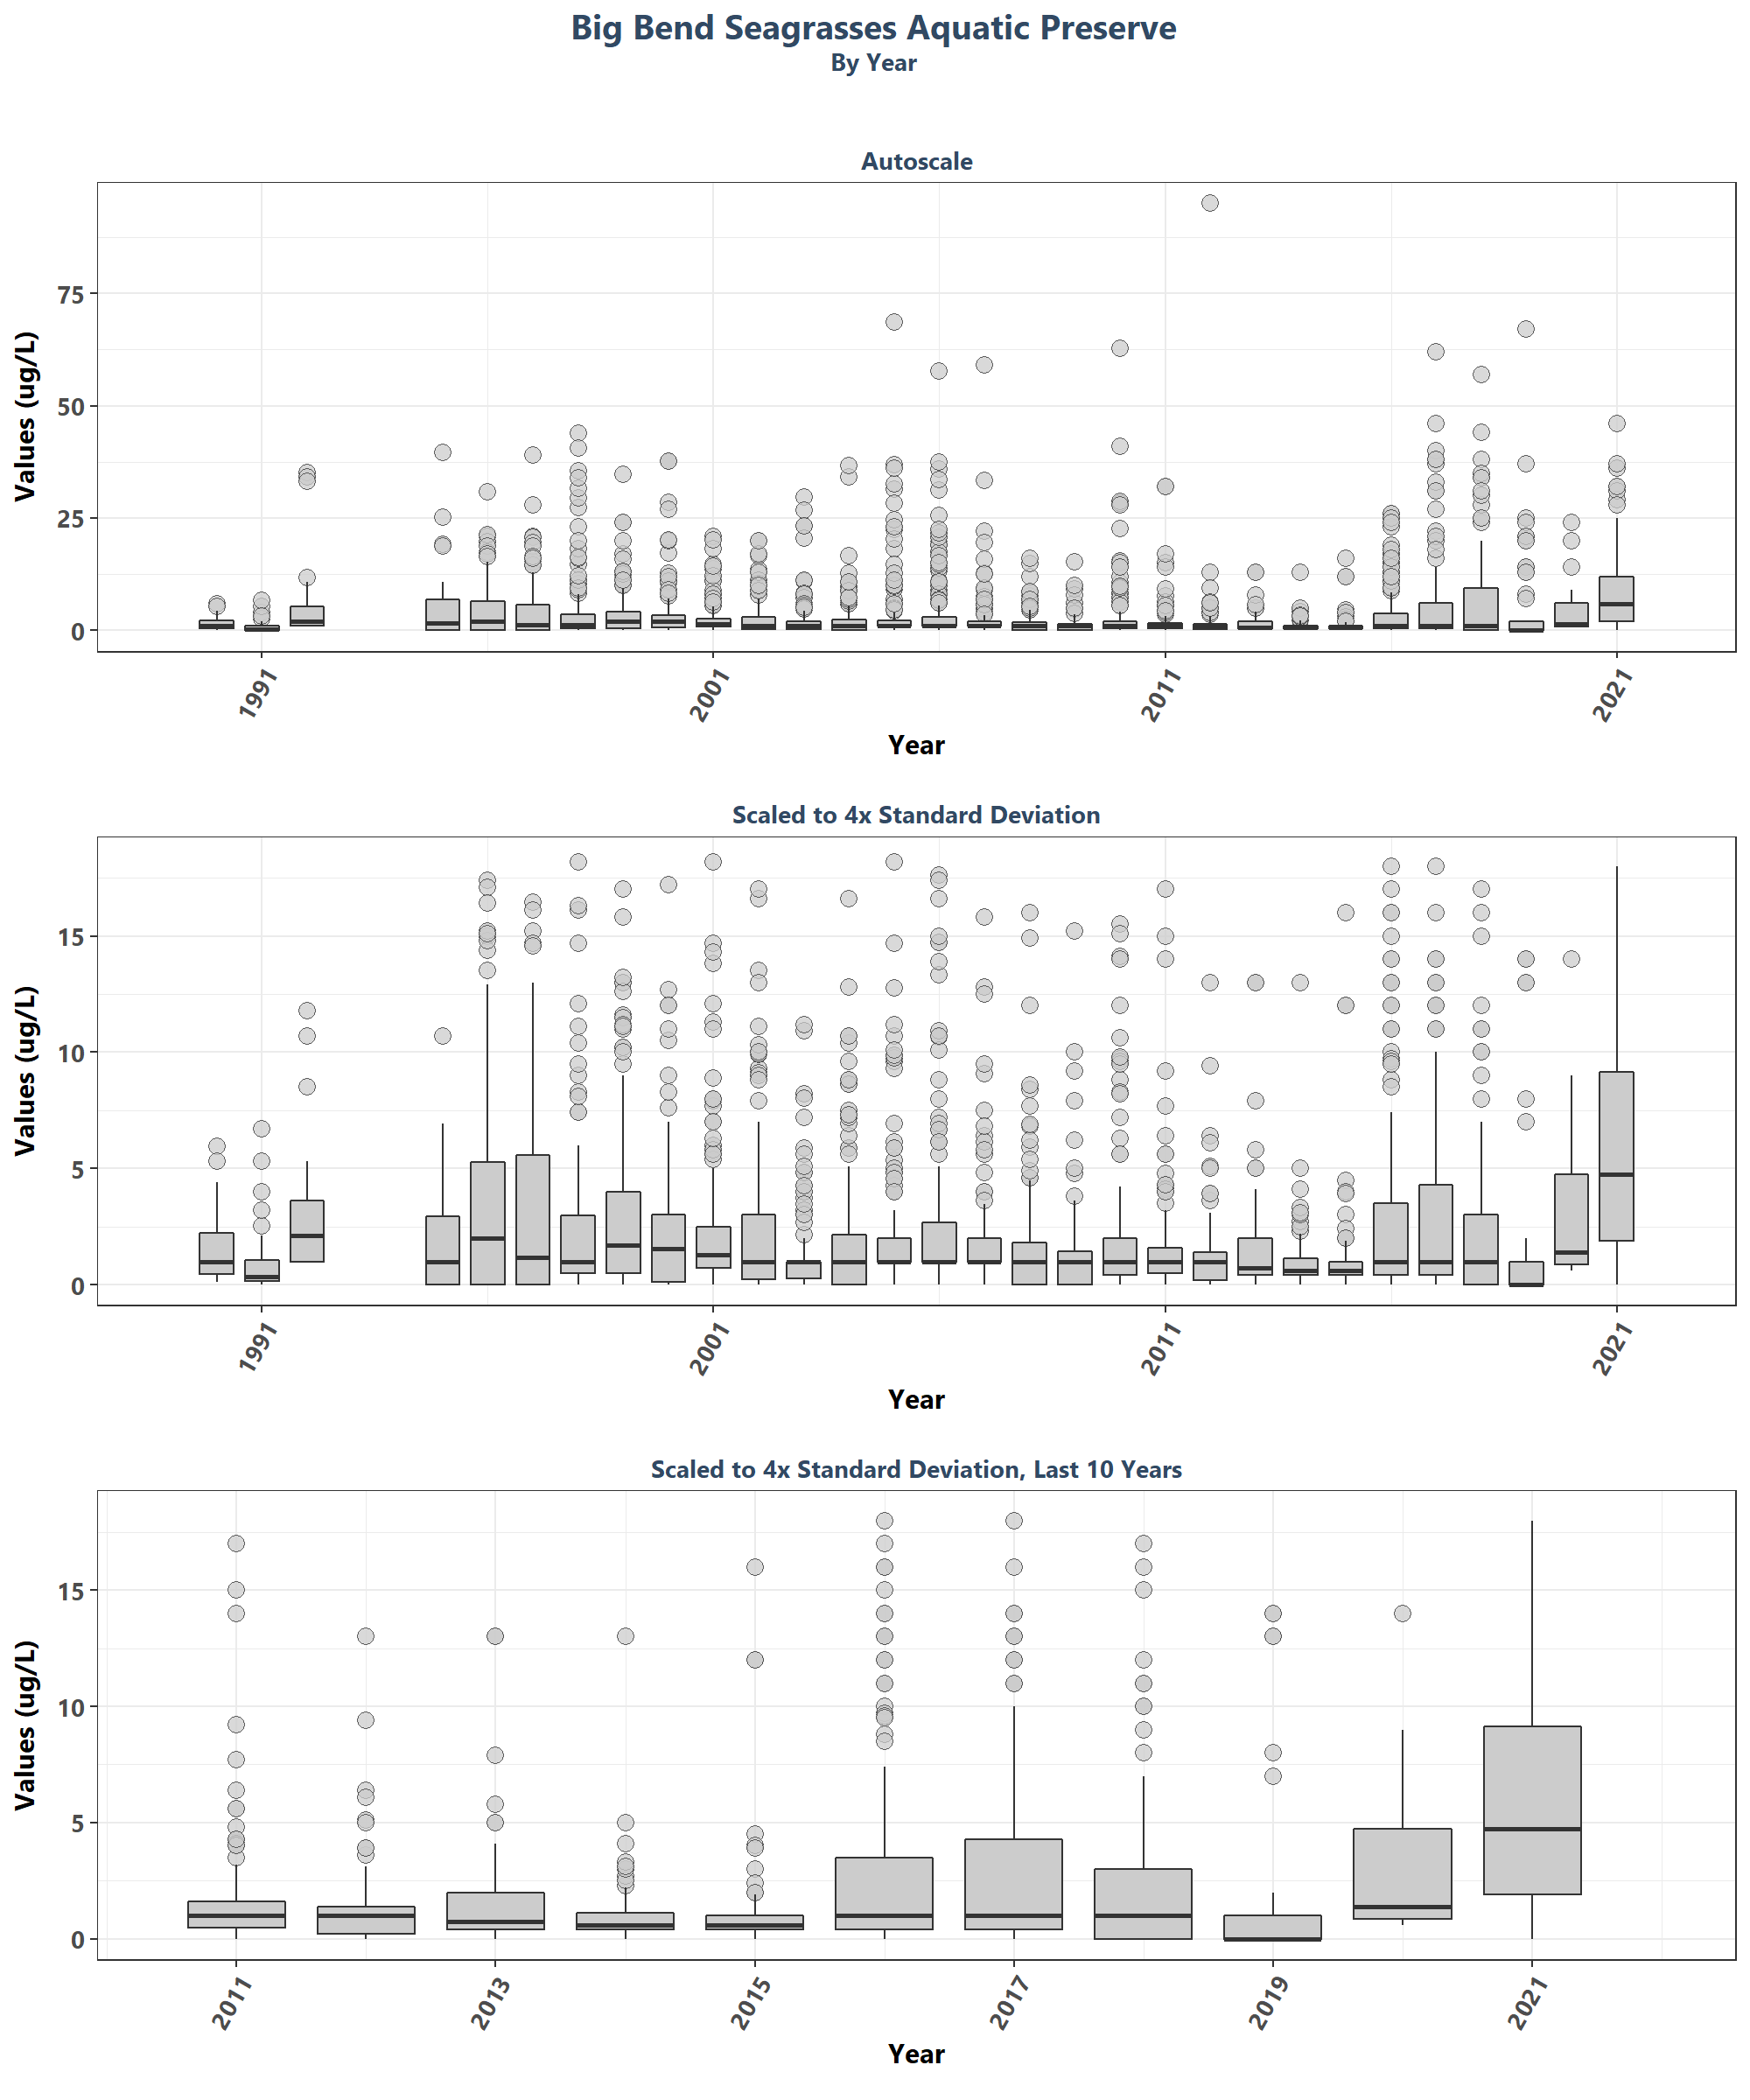 Big Bend Seagrasses Aquatic Preserve
By Year
Autoscale
Values (ug/L)
75
50
25
0
1991
2001
2011
2021
Year
Scaled to 4x Standard Deviation
Values (ug/L)
15
10
5
0
1991
2001
2011
2021
Year
Scaled to 4x Standard Deviation, Last 10 Years
Values (ug/L)
15
10
5
0
2011
2013
2015
2017
2019
2021
Year